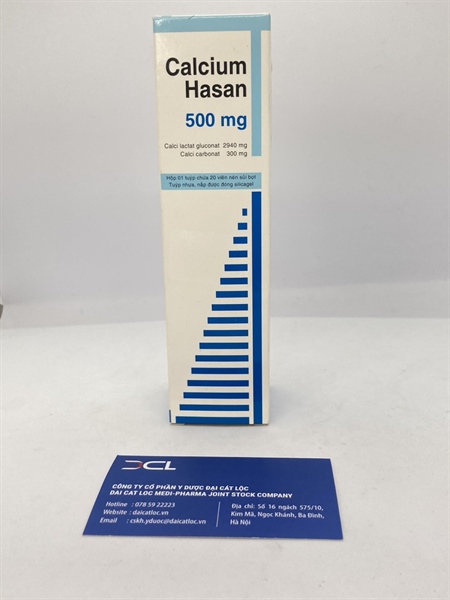 Calcium
Hasan
500 mg
Calci lactat gluconat 2940 mg
Calci carbonat 300 mg
Hộp 01 tuýp chứa 20 viên nén sủi bọt
Tuýp nhựa, nắp được đóng silicagel
DCL
CÔNG TY CỔ PHẦN Y DƯỢC ĐẠI CÁT LỘC
DAI CAT LOC MEDI-PHARMA JOINT STOCK COMPANY
Hotline : 078 59 22223
Website : daicatloc.vn
Email : cskh.yduoc@daicatloc.vn
Địa chỉ: Số 16 ngách 575/10,
Kim Mã, Ngọc Khánh, Ba Đình,
Hà Nội